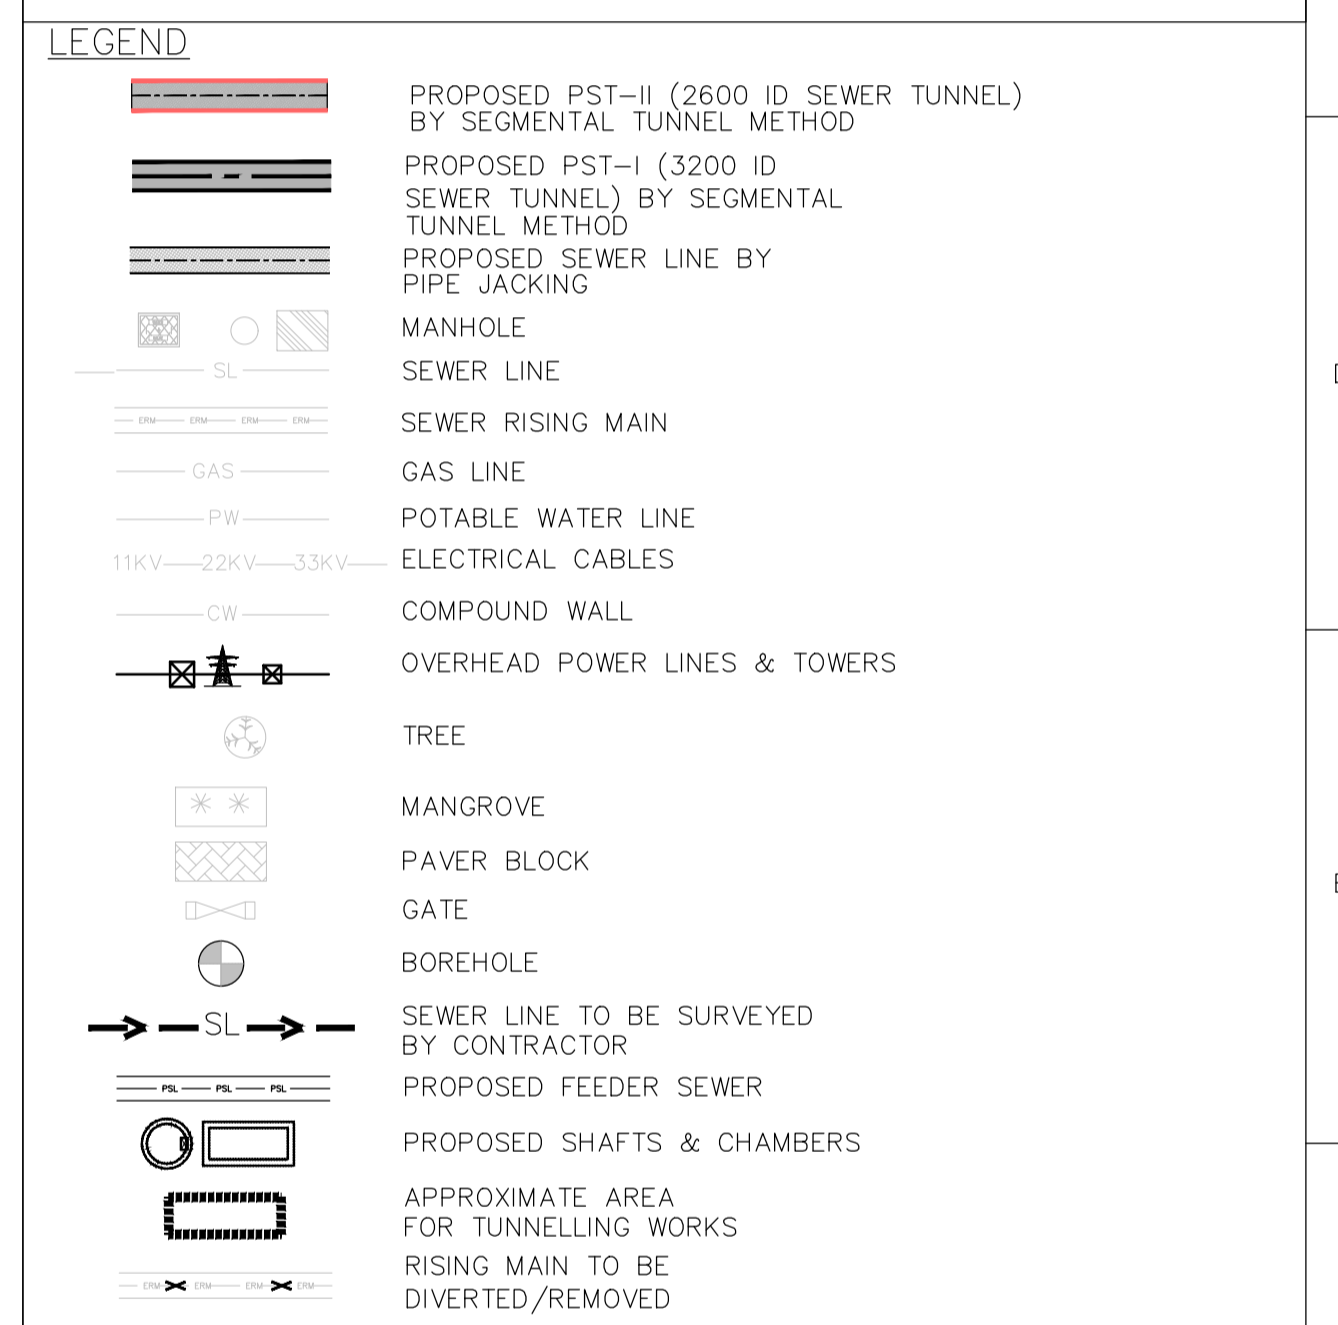 LEGEND
PROPOSED PST-II (2600 ID SEWER TUNNEL)
BY SEGMENTAL TUNNEL METHOD
PROPOSED PST-I (3200 ID
SEWER TUNNEL) BY SEGMENTAL
TUNNEL METHOD
PROPOSED SEWER LINE BY
PIPE JACKING
MANHOLE
SL SEWER LINE
ERM ERM ERM ERM SEWER RISING MAIN
GAS GAS LINE
PW POTABLE WATER LINE
11KV 22KV 33KV ELECTRICAL CABLES
CW COMPOUND WALL
OVERHEAD POWER LINES & TOWERS
TREE
MANGROVE
PAVER BLOCK
GATE
BOREHOLE
SL SEWER LINE TO BE SURVEYED
BY CONTRACTOR
PSL PSL PSL PROPOSED FEEDER SEWER
PROPOSED SHAFTS & CHAMBERS
APPROXIMATE AREA
FOR TUNNELLING WORKS
RISING MAIN TO BE
ERM ERM ERM ERM
DIVERTED/REMOVED